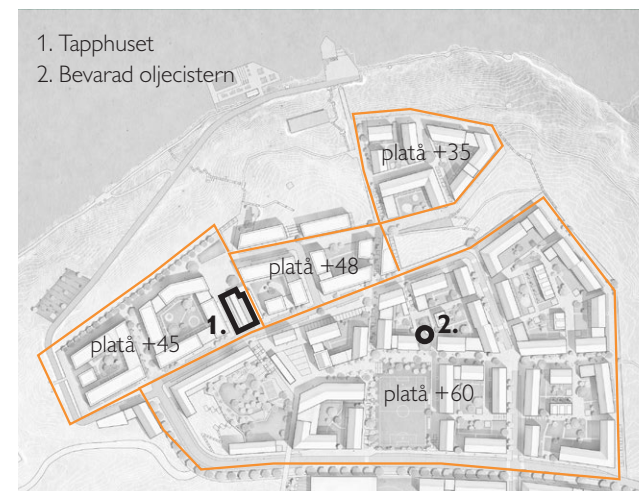 1. Tapphuset
2. Bevarad oljecistern
platå +35
platå +48
1.
2.
platå +45
platå +60